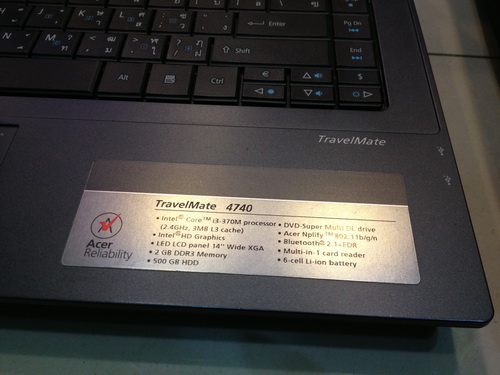 Enter
Pg Dn
Shift
End
Alt
Ctrl
€
$
TravelMate
TravelMate 4740
• Intel® Core™ i3-370M processor
(2.4GHz, 3MB L3 cache)
• Intel® HD Graphics
• LED LCD panel 14" Wide XGA
• 2 GB DDR3 Memory
• 500 GB HDD
• DVD-Super Multi DL drive
• Acer Nplify™ 802.11b/g/n
• Bluetooth® 2.1+EDR
• Multi-in-1 card reader
• 6-cell Li-ion battery
Acer
Reliability